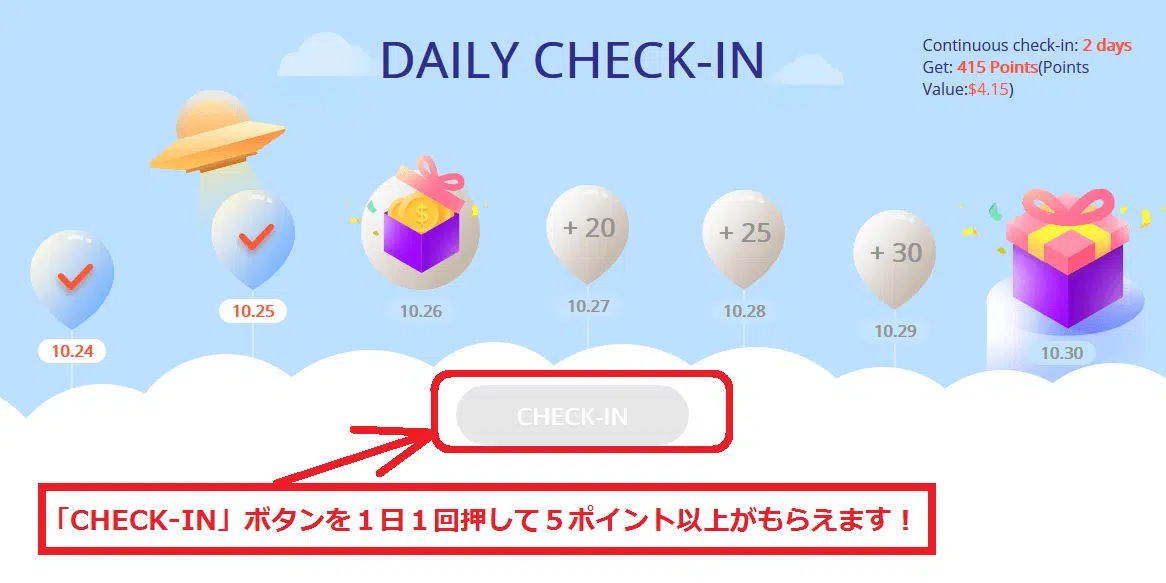 DAILY CHECK-IN
Continuous check-in: 2 days
Get: 415 Points(Points
Value:$4.15)
$
+ 20
+ 25
+ 30
10.24
10.25
10.26
10.27
10.28
10.29
10.30
CHECK-IN
「CHECK-IN」ボタンを１日１回押して５ポイント以上がもらえます！